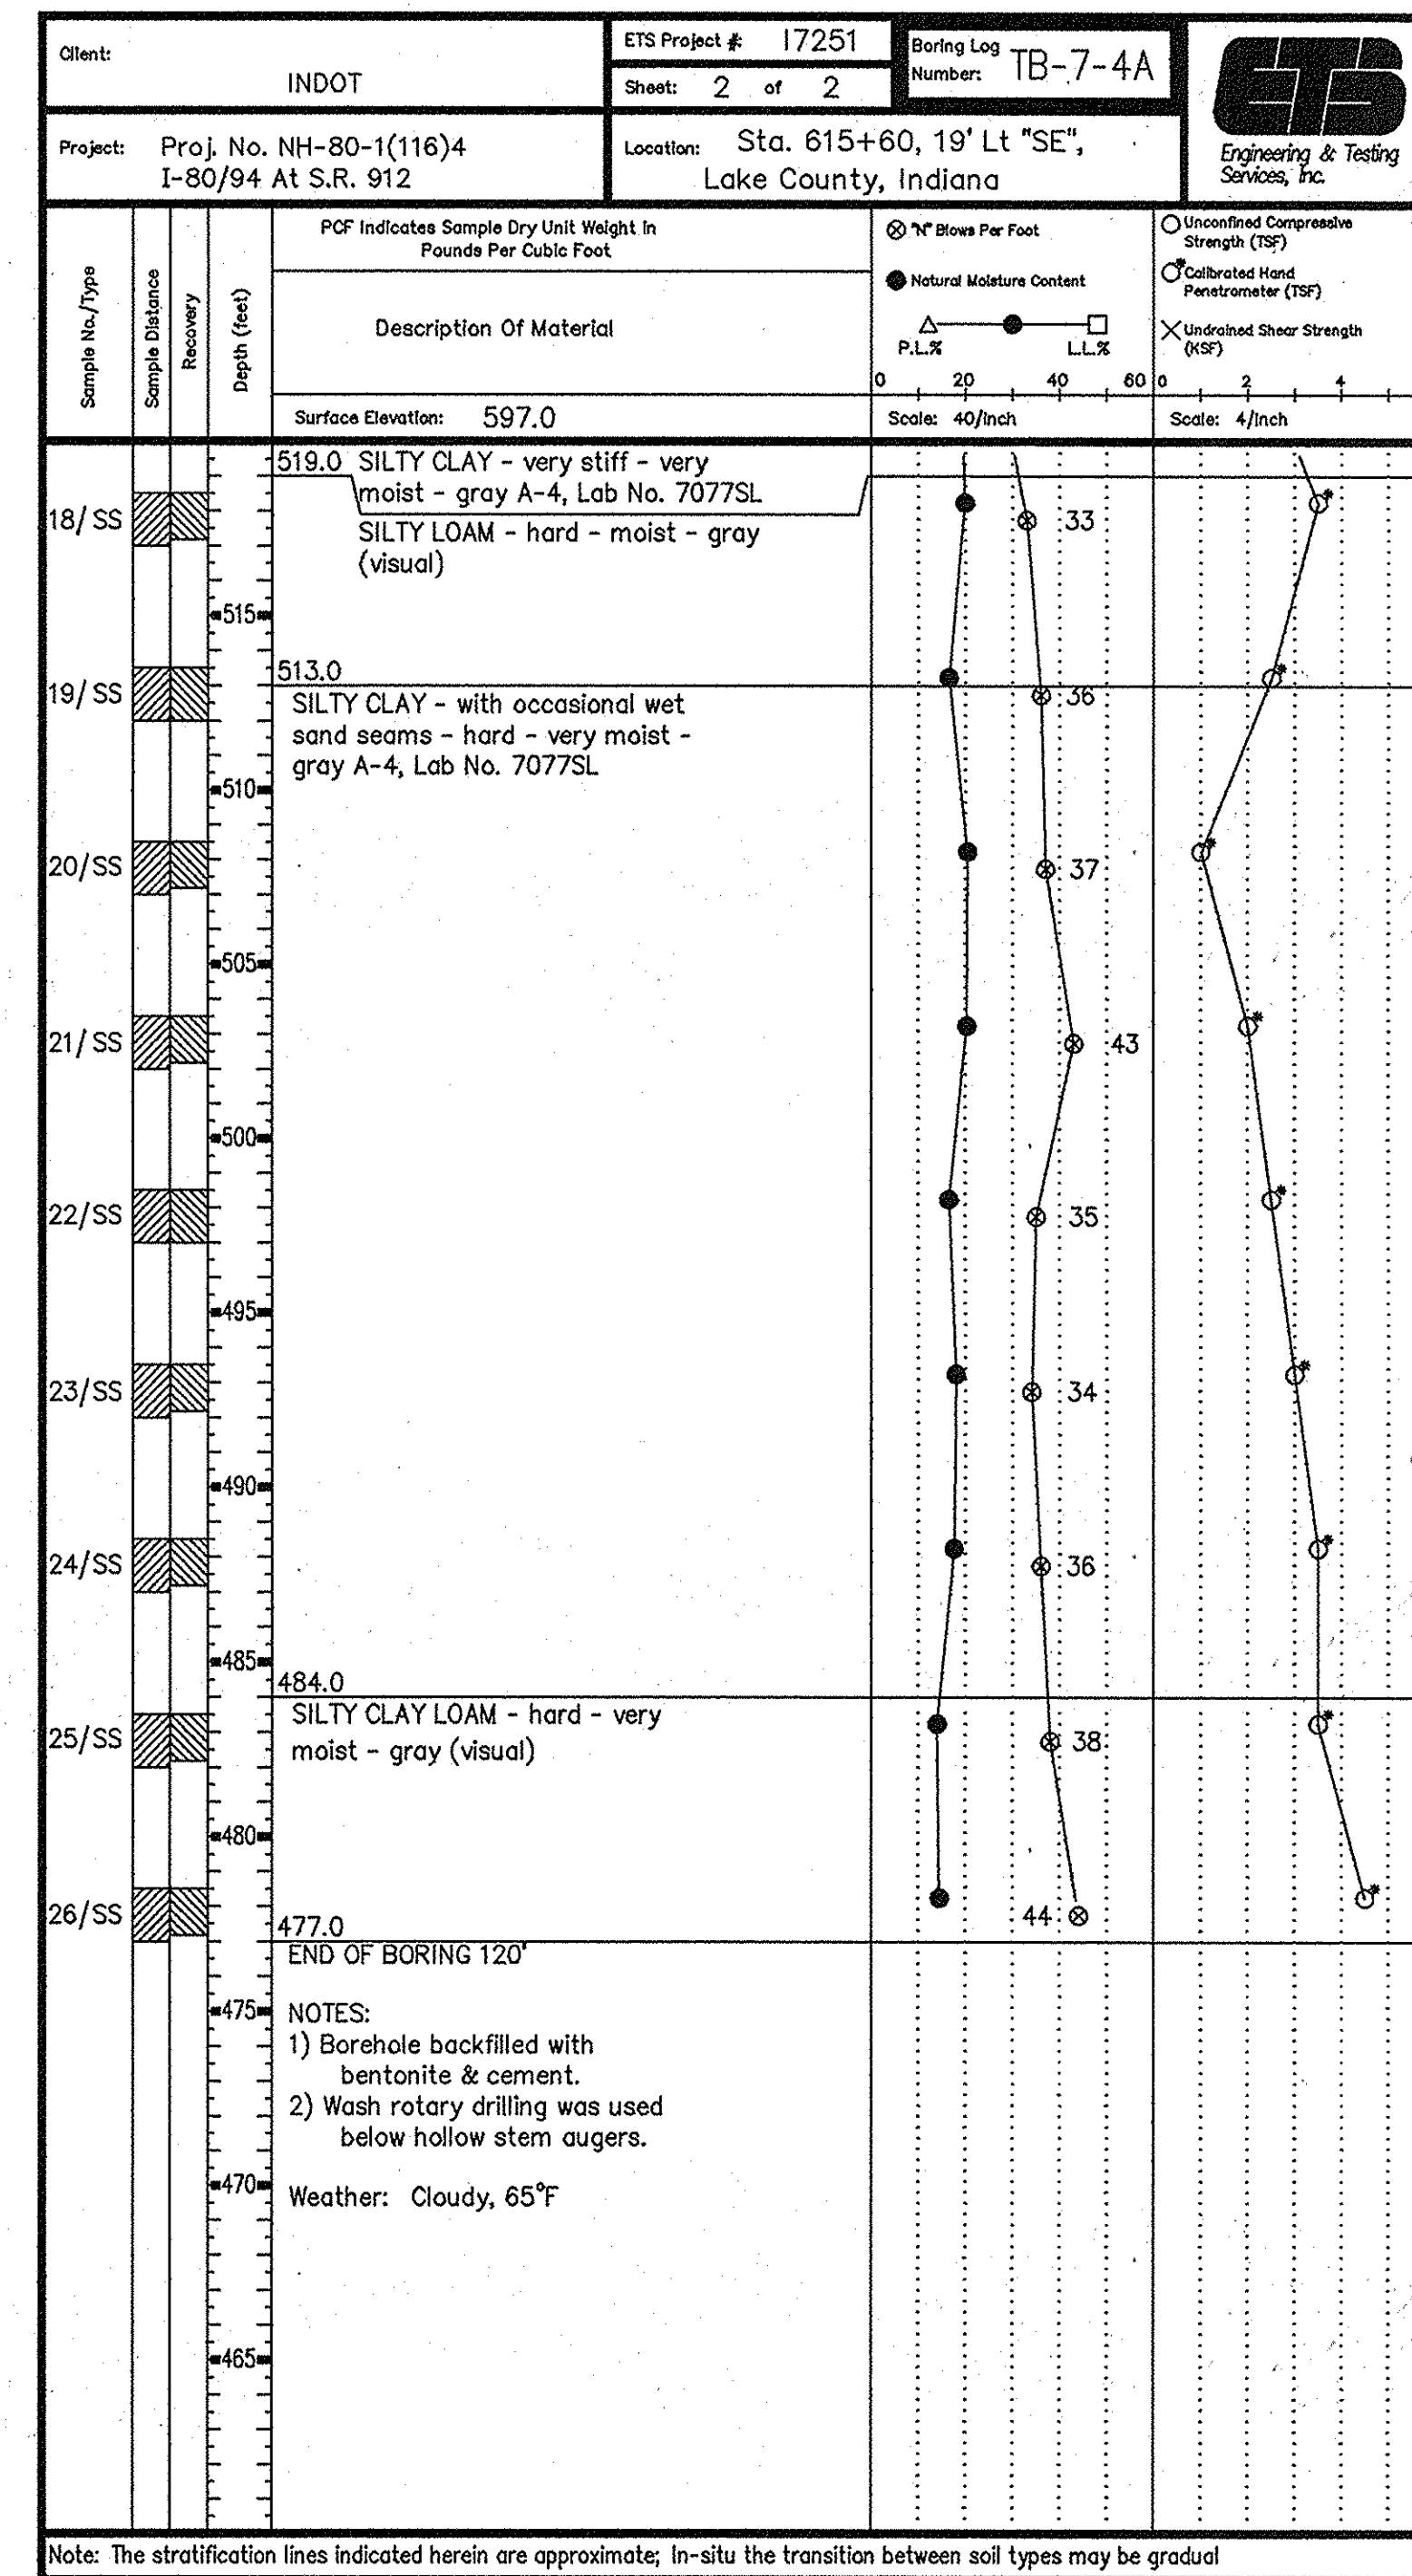 Client:
INDOT
ETS Project #: 17251
Sheet: 2 of 2
Boring Log
Number: TB-7-4A
ETS
Engineering & Testing
Services, Inc.
Project: Proj. No. NH-80-1(116)4
I-80/94 At S.R. 912
Location: Sta. 615+60, 19' Lt "SE",
Lake County, Indiana
Sample No./Type
Sample Distance
Recovery
Depth (feet)
PCF Indicates Sample Dry Unit Weight in
Pounds Per Cubic Foot
Description Of Material
Surface Elevation: 597.0
"N" Blows Per Foot
Natural Moisture Content
P.L.% L.L.%
0 20 40 60
Scale: 40/inch
Unconfined Compressive
Strength (TSF)
* Calibrated Hand
Penetrometer (TSF)
Undrained Shear Strength
(KSF)
0 2 4
Scale: 4/inch
519.0 SILTY CLAY - very stiff - very
moist - gray A-4, Lab No. 7077SL
18/SS 33 *
SILTY LOAM - hard - moist - gray
(visual)
515
513.0
19/SS 36 *
SILTY CLAY - with occasional wet
sand seams - hard - very moist -
gray A-4, Lab No. 7077SL
510
20/SS 37 *
505
21/SS 43 *
500
22/SS 35 *
495
23/SS 34 *
490
24/SS 36 *
485
484.0
SILTY CLAY LOAM - hard - very
25/SS 38 *
moist - gray (visual)
480
26/SS 44 *
477.0
END OF BORING 120'
475
NOTES:
1) Borehole backfilled with
bentonite & cement.
2) Wash rotary drilling was used
below hollow stem augers.
470
Weather: Cloudy, 65°F
465
Note: The stratification lines indicated herein are approximate; In-situ the transition between soil types may be gradual